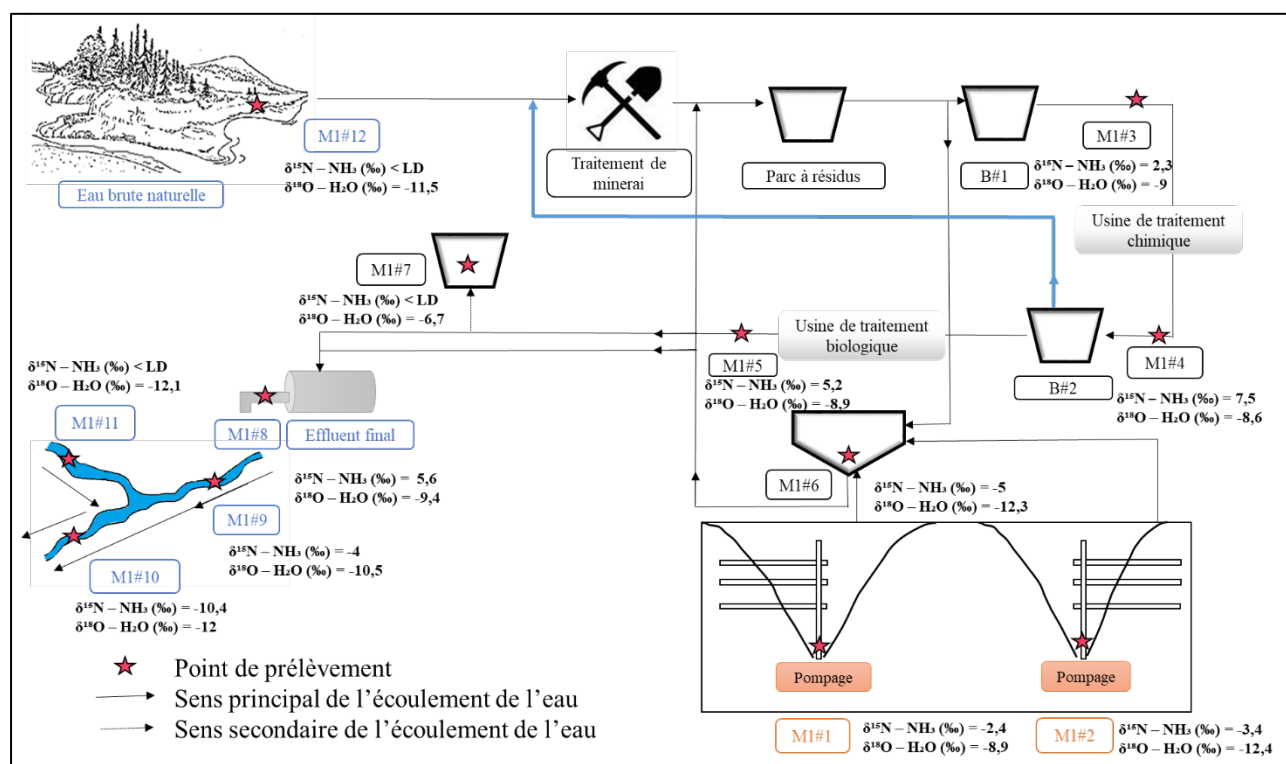 M1#12
δ¹⁵N – NH₃ (‰) < LD
δ¹⁸O – H₂O (‰) = -11,5
Eau brute naturelle
Traitement de
minerai
Parc à résidus
B#1
M1#3
δ¹⁵N – NH₃ (‰) = 2,3
δ¹⁸O – H₂O (‰) = -9
Usine de traitement
chimique
M1#7
δ¹⁵N – NH₃ (‰) < LD
δ¹⁸O – H₂O (‰) = -6,7
Usine de traitement
biologique
M1#5
δ¹⁵N – NH₃ (‰) = 5,2
δ¹⁸O – H₂O (‰) = -8,9
B#2
M1#4
δ¹⁵N – NH₃ (‰) = 7,5
δ¹⁸O – H₂O (‰) = -8,6
δ¹⁵N – NH₃ (‰) < LD
δ¹⁸O – H₂O (‰) = -12,1
M1#11
M1#8
Effluent final
δ¹⁵N – NH₃ (‰) = 5,6
δ¹⁸O – H₂O (‰) = -9,4
M1#6
δ¹⁵N – NH₃ (‰) = -5
δ¹⁸O – H₂O (‰) = -12,3
M1#9
δ¹⁵N – NH₃ (‰) = -4
δ¹⁸O – H₂O (‰) = -10,5
M1#10
δ¹⁵N – NH₃ (‰) = -10,4
δ¹⁸O – H₂O (‰) = -12
Point de prélèvement
Sens principal de l’écoulement de l’eau
Sens secondaire de l’écoulement de l’eau
Pompage
Pompage
M1#1
δ¹⁵N – NH₃ (‰) = -2,4
δ¹⁸O – H₂O (‰) = -8,9
M1#2
δ¹⁵N – NH₃ (‰) = -3,4
δ¹⁸O – H₂O (‰) = -12,4